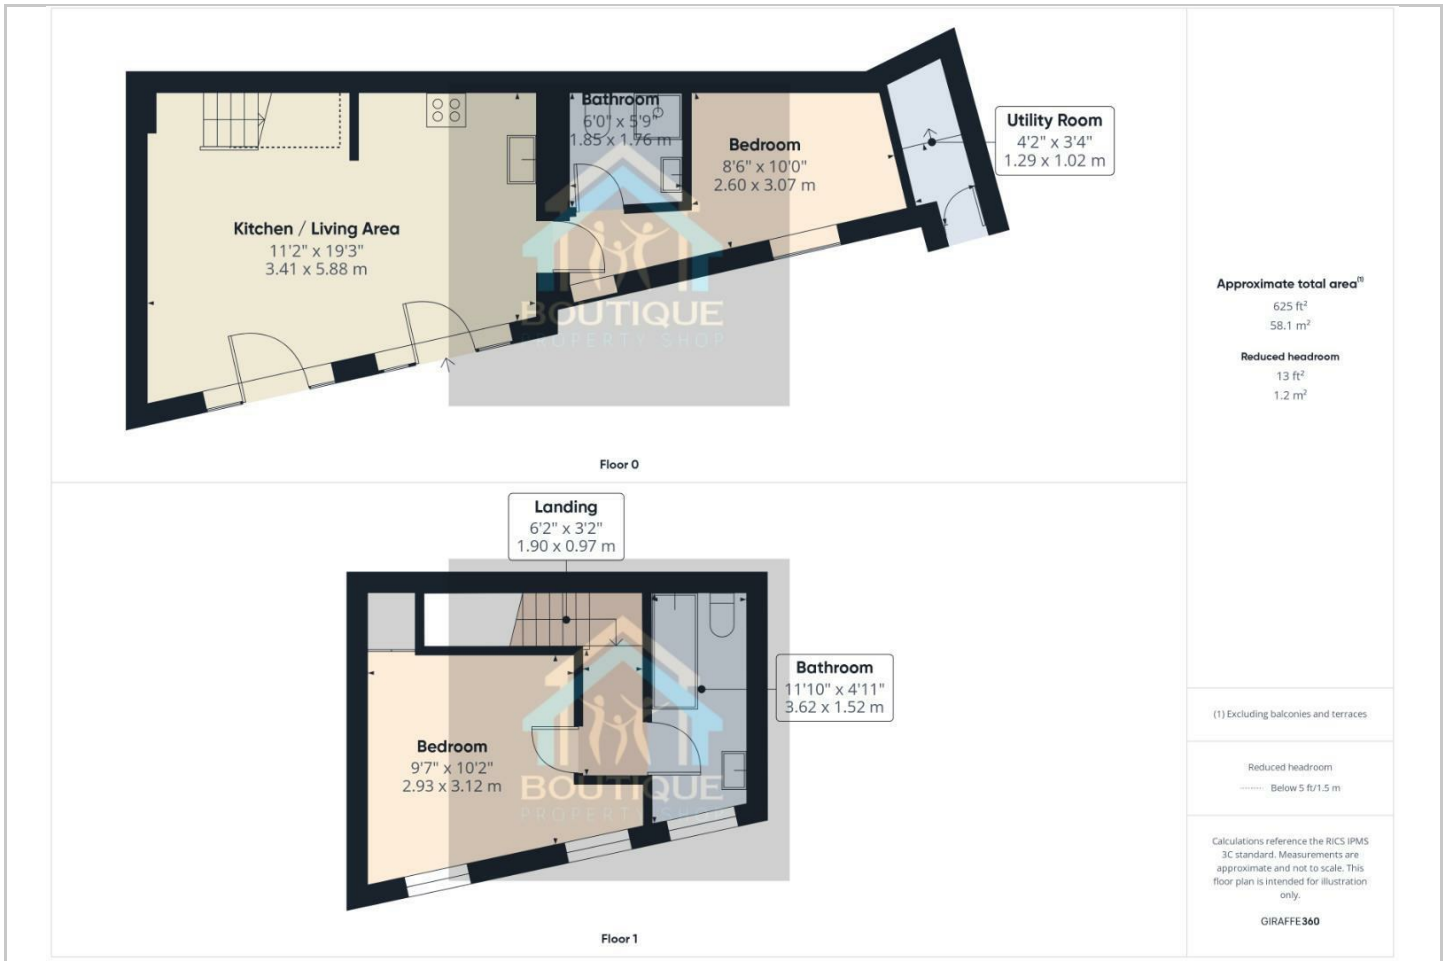 Bathroom
6'0" x 5'9"
1.85 x 1.76 m
Utility Room
4'2" x 3'4"
1.29 x 1.02 m
Bedroom
8'6" x 10'0"
2.60 x 3.07 m
Kitchen / Living Area
11'2" x 19'3"
3.41 x 5.88 m
BOUTIQUE
PROPERTY SHOP
Floor 0
Landing
6'2" x 3'2"
1.90 x 0.97 m
Bathroom
11'10" x 4'11"
3.62 x 1.52 m
Bedroom
9'7" x 10'2"
2.93 x 3.12 m
BOUTIQUE
PROPERTY SHOP
Floor 1
Approximate total area(1)
625 ft²
58.1 m²
Reduced headroom
13 ft²
1.2 m²
(1) Excluding balconies and terraces
Reduced headroom
Below 5 ft/1.5 m
Calculations reference the RICS IPMS
3C standard. Measurements are
approximate and not to scale. This
floor plan is intended for illustration
only.
GIRAFFE360